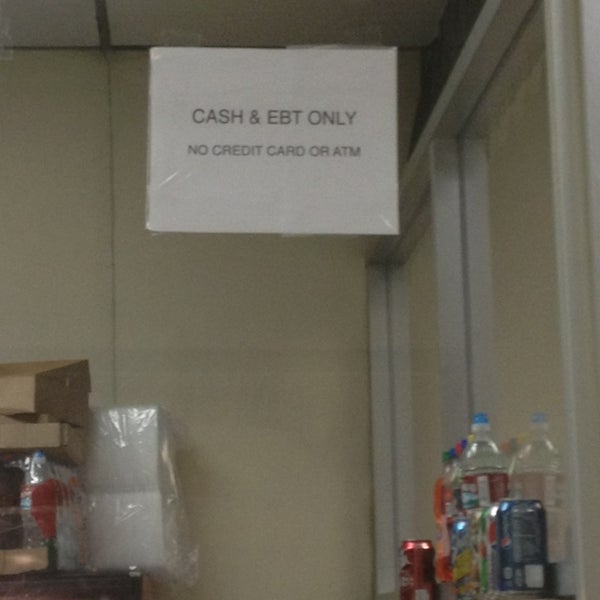 CASH & EBT ONLY
NO CREDIT CARD OR ATM